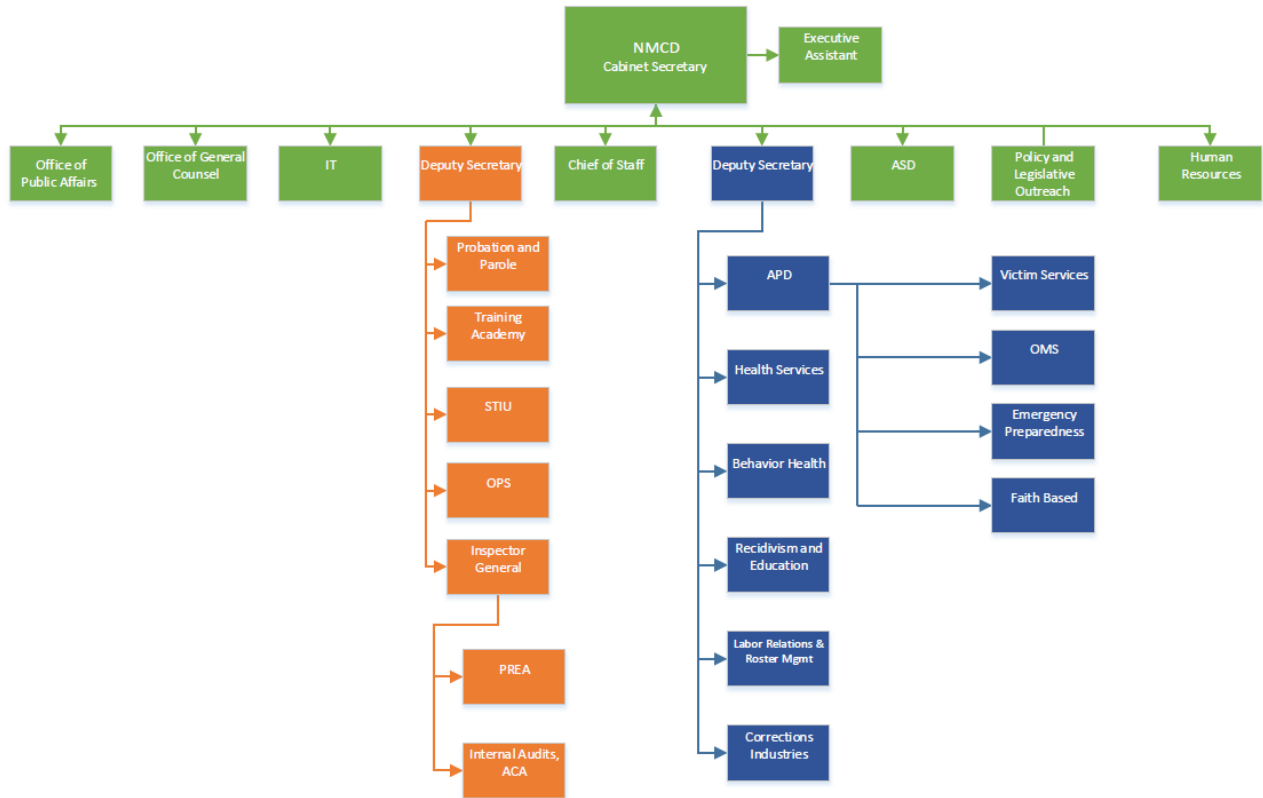 NMCD
Cabinet Secretary
Executive
Assistant
Office of
Public Affairs
Office of General
Counsel
IT
Deputy Secretary
Chief of Staff
Deputy Secretary
ASD
Policy and
Legislative
Outreach
Human
Resources
Probation and
Parole
Training
Academy
STIU
OPS
Inspector
General
PREA
Internal Audits,
ACA
APD
Health Services
Behavior Health
Recidivism and
Education
Labor Relations &
Roster Mgmt
Corrections
Industries
Victim Services
OMS
Emergency
Preparedness
Faith Based